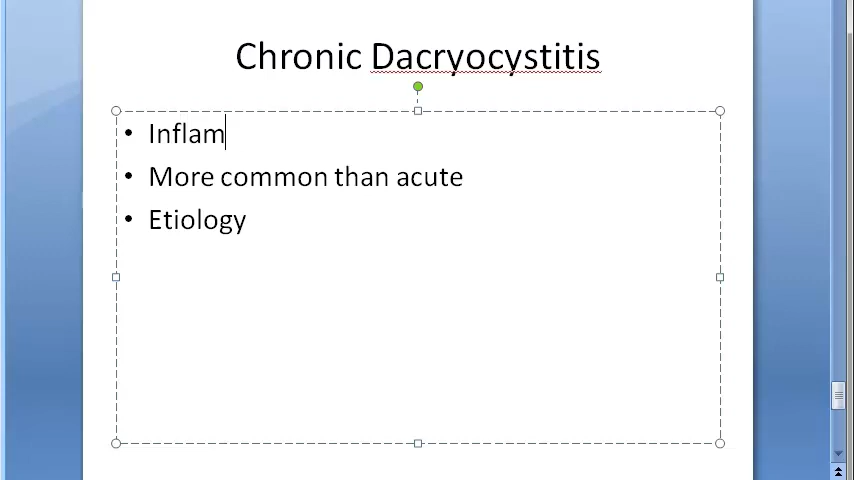 Chronic Dacryocystitis
• Inflam
• More common than acute
• Etiology